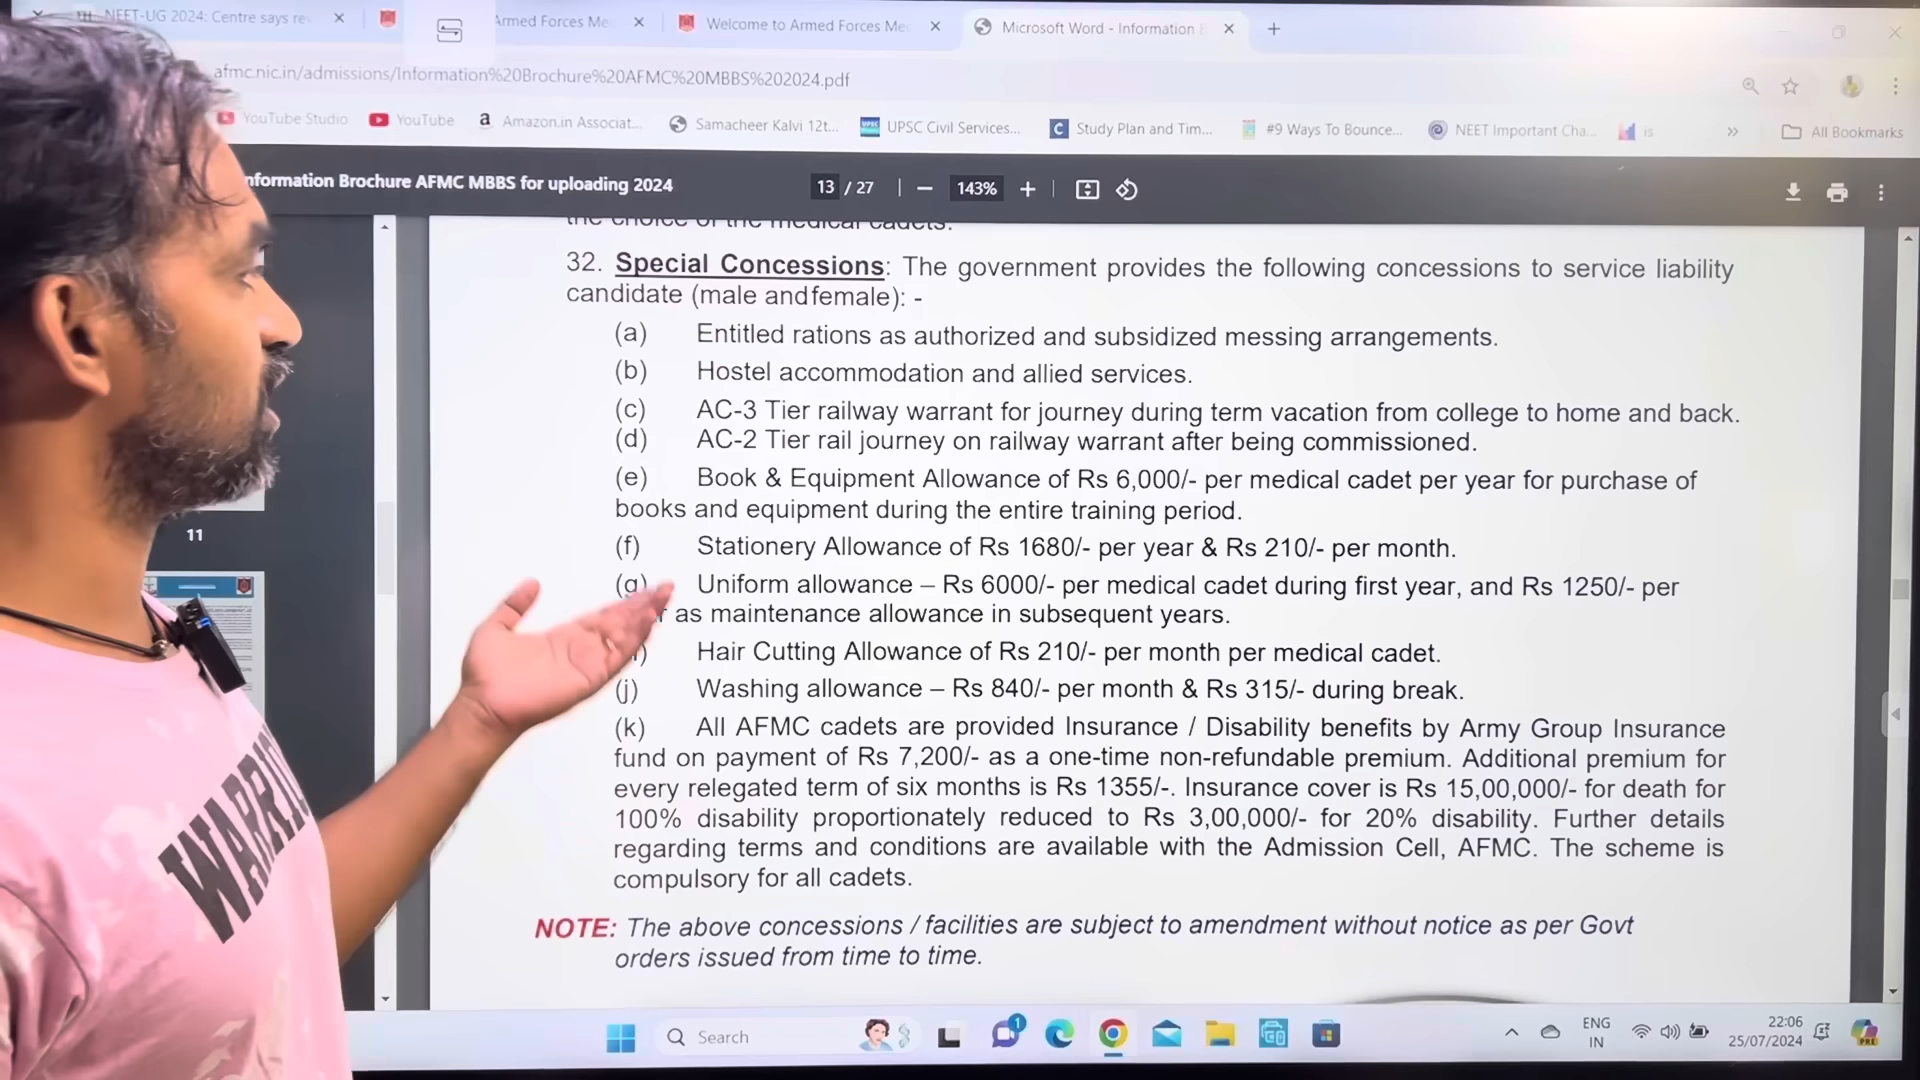 NEET-UG 2024: Centre says re
Armed Forces Me
Welcome to Armed Forces Me
Microsoft Word - Information
afmc.nic.in/admissions/Information%20Brochure%20AFMC%20MBBS%202024.pdf
YouTube Studio
YouTube
Amazon.in Associat...
Samacheer Kalvi 12t...
UPSC Civil Services...
Study Plan and Tim...
#9 Ways To Bounce...
NEET Important Cha...
is
All Bookmarks
nformation Brochure AFMC MBBS for uploading 2024
13 / 27
143%
11
the choice of the medical cadets.
32. Special Concessions: The government provides the following concessions to service liability
candidate (male andfemale): -
(a) Entitled rations as authorized and subsidized messing arrangements.
(b) Hostel accommodation and allied services.
(c) AC-3 Tier railway warrant for journey during term vacation from college to home and back.
(d) AC-2 Tier rail journey on railway warrant after being commissioned.
(e) Book & Equipment Allowance of Rs 6,000/- per medical cadet per year for purchase of
books and equipment during the entire training period.
(f) Stationery Allowance of Rs 1680/- per year & Rs 210/- per month.
(g) Uniform allowance – Rs 6000/- per medical cadet during first year, and Rs 1250/- per
r as maintenance allowance in subsequent years.
Hair Cutting Allowance of Rs 210/- per month per medical cadet.
(j) Washing allowance – Rs 840/- per month & Rs 315/- during break.
(k) All AFMC cadets are provided Insurance / Disability benefits by Army Group Insurance
fund on payment of Rs 7,200/- as a one-time non-refundable premium. Additional premium for
every relegated term of six months is Rs 1355/-. Insurance cover is Rs 15,00,000/- for death for
100% disability proportionately reduced to Rs 3,00,000/- for 20% disability. Further details
regarding terms and conditions are available with the Admission Cell, AFMC. The scheme is
compulsory for all cadets.
NOTE: The above concessions / facilities are subject to amendment without notice as per Govt
orders issued from time to time.
WARRIO
Search
1
ENG
IN
22:06
25/07/2024
PRE